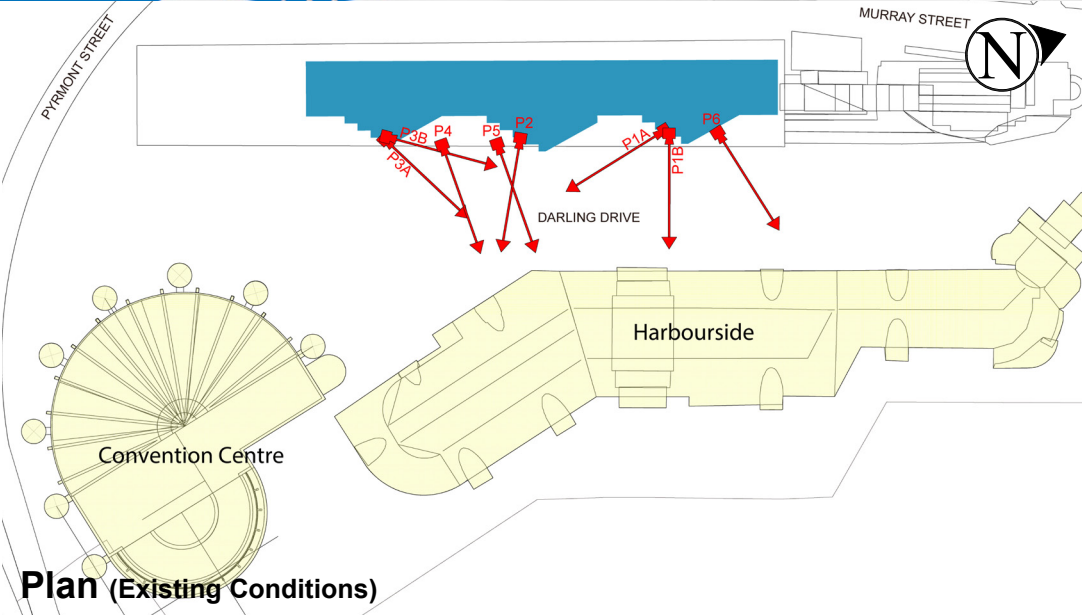 PYRMONT STREET
MURRAY STREET
N
P3B
P4
P5
P2
P1A
P1B
P6
P3A
DARLING DRIVE
Harbourside
Convention Centre
Plan (Existing Conditions)